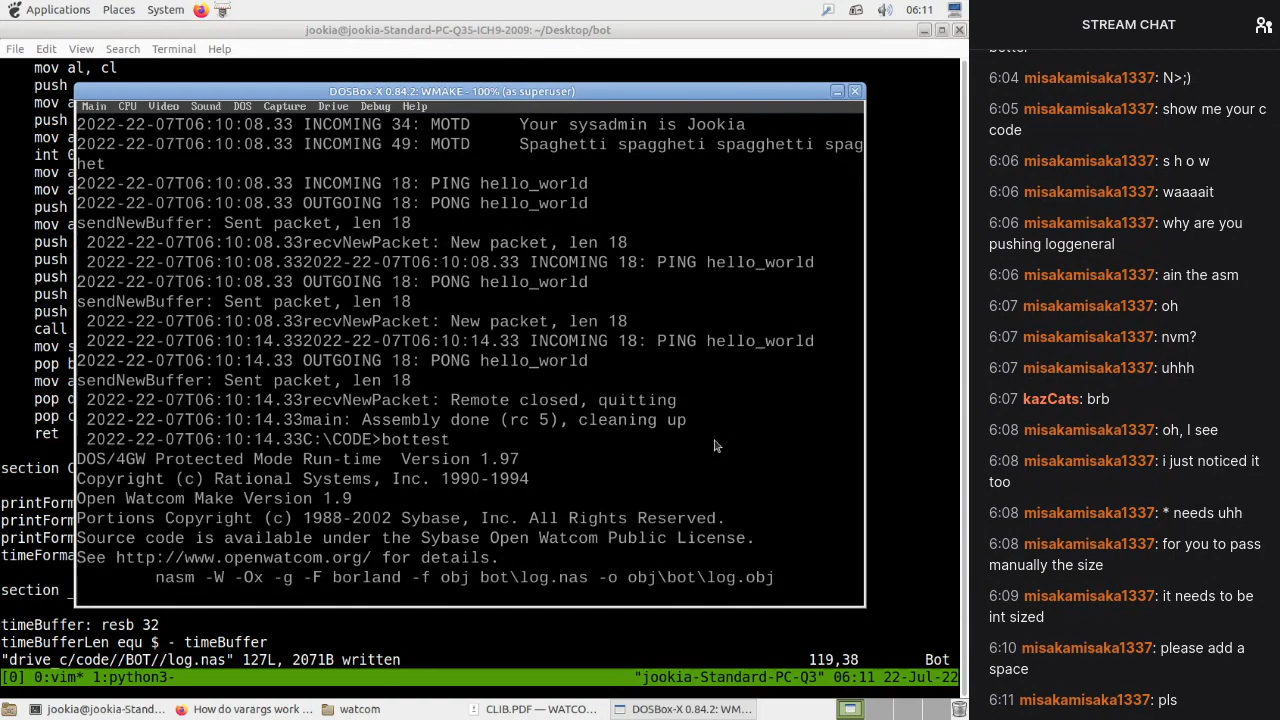 Applications Places System 06:11
jookia@jookia-Standard-PC-Q35-ICH9-2009: ~/Desktop/bot
File Edit View Search Terminal Help
mov al, cl
push
mov a
push
mov a
int 0
mov a
push
mov a
push
push
push
push
call
mov s
pop b
mov a
pop d
pop c
ret
section C
printForm
printForm
printForm
timeForma
section _
timeBuffer: resb 32
timeBufferLen equ $ - timeBuffer
"drive_c/code//BOT//log.nas" 127L, 2071B written 119,38 Bot
[0] 0:vim* 1:python3- "jookia-Standard-PC-Q3" 06:11 22-Jul-22
DOSBox-X 0.84.2: WMAKE - 100% (as superuser)
Main CPU Video Sound DOS Capture Drive Debug Help
2022-22-07T06:10:08.33 INCOMING 34: MOTD Your sysadmin is Jookia
2022-22-07T06:10:08.33 INCOMING 49: MOTD Spaghetti spaggheti spagghetti spag
het
2022-22-07T06:10:08.33 INCOMING 18: PING hello_world
2022-22-07T06:10:08.33 OUTGOING 18: PONG hello_world
sendNewBuffer: Sent packet, len 18
2022-22-07T06:10:08.33recvNewPacket: New packet, len 18
2022-22-07T06:10:08.332022-22-07T06:10:08.33 INCOMING 18: PING hello_world
2022-22-07T06:10:08.33 OUTGOING 18: PONG hello_world
sendNewBuffer: Sent packet, len 18
2022-22-07T06:10:08.33recvNewPacket: New packet, len 18
2022-22-07T06:10:14.332022-22-07T06:10:14.33 INCOMING 18: PING hello_world
2022-22-07T06:10:14.33 OUTGOING 18: PONG hello_world
sendNewBuffer: Sent packet, len 18
2022-22-07T06:10:14.33recvNewPacket: Remote closed, quitting
2022-22-07T06:10:14.33main: Assembly done (rc 5), cleaning up
2022-22-07T06:10:14.33C:\CODE>bottest
DOS/4GW Protected Mode Run-time Version 1.97
Copyright (c) Rational Systems, Inc. 1990-1994
Open Watcom Make Version 1.9
Portions Copyright (c) 1988-2002 Sybase, Inc. All Rights Reserved.
Source code is available under the Sybase Open Watcom Public License.
See http://www.openwatcom.org/ for details.
nasm -W -Ox -g -F borland -f obj bot\log.nas -o obj\bot\log.obj
jookia@jookia-Stand... How do varargs work ... watcom CLIB.PDF — WATCO... DOSBox-X 0.84.2: WM...
STREAM CHAT
6:04 misakamisaka1337: N>;)
6:05 misakamisaka1337: show me your c
code
6:06 misakamisaka1337: s h o w
6:06 misakamisaka1337: waaaait
6:06 misakamisaka1337: why are you
pushing loggeneral
6:06 misakamisaka1337: ain the asm
6:07 misakamisaka1337: oh
6:07 misakamisaka1337: nvm?
6:07 misakamisaka1337: uhhh
6:07 kazCats: brb
6:08 misakamisaka1337: oh, I see
6:08 misakamisaka1337: i just noticed it
too
6:08 misakamisaka1337: * needs uhh
6:08 misakamisaka1337: for you to pass
manually the size
6:09 misakamisaka1337: it needs to be
int sized
6:10 misakamisaka1337: please add a
space
6:11 misakamisaka1337: pls